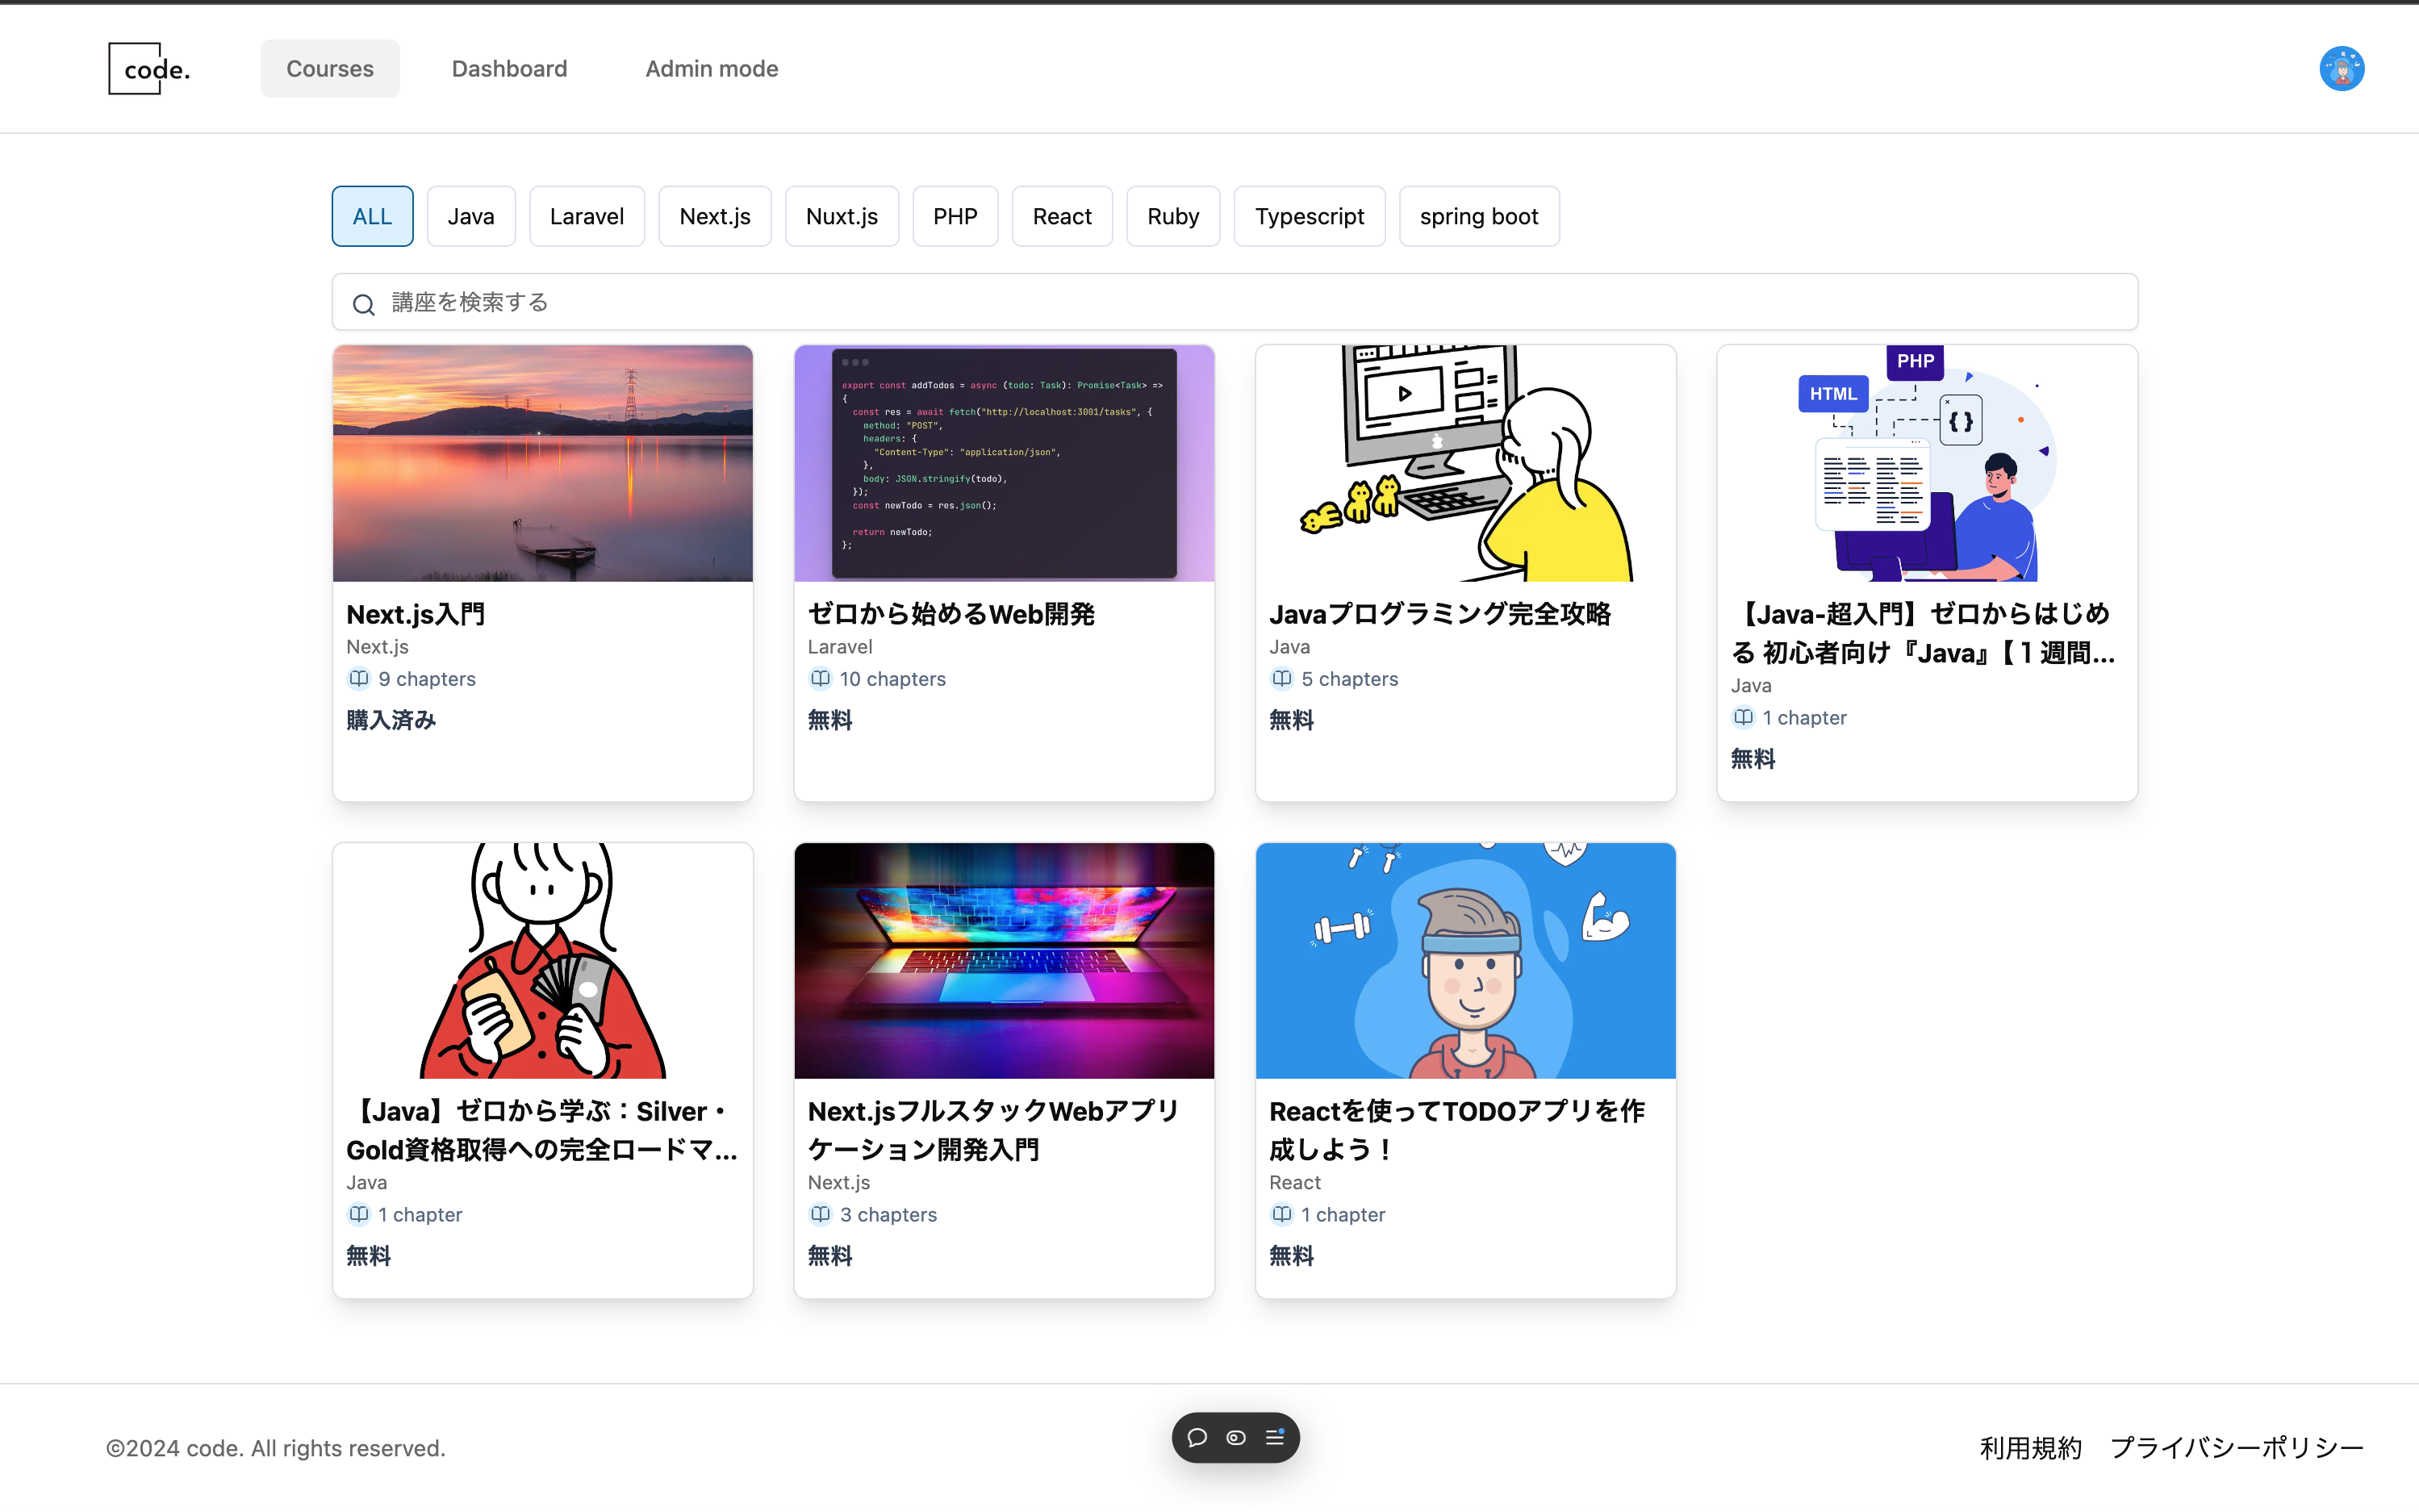 code.
Courses
Dashboard
Admin mode
ALL
Java
Laravel
Next.js
Nuxt.js
PHP
React
Ruby
Typescript
spring boot
講座を検索する
export const addTodos = async (todo: Task): Promise<Task> =>
{
const res = await fetch("http://localhost:3001/tasks", {
method: "POST",
headers: {
"Content-Type": "application/json",
},
body: JSON.stringify(todo),
});
const newTodo = res.json();
return newTodo;
};
PHP
HTML
{}
Next.js入門
Next.js
9 chapters
購入済み
ゼロから始めるWeb開発
Laravel
10 chapters
無料
Javaプログラミング完全攻略
Java
5 chapters
無料
【Java-超入門】ゼロからはじめ
る 初心者向け『Java』【１週間...
Java
1 chapter
無料
【Java】ゼロから学ぶ：Silver・
Gold資格取得への完全ロードマ...
Java
1 chapter
無料
Next.jsフルスタックWebアプリ
ケーション開発入門
Next.js
3 chapters
無料
Reactを使ってTODOアプリを作
成しよう！
React
1 chapter
無料
©2024 code. All rights reserved.
利用規約
プライバシーポリシー